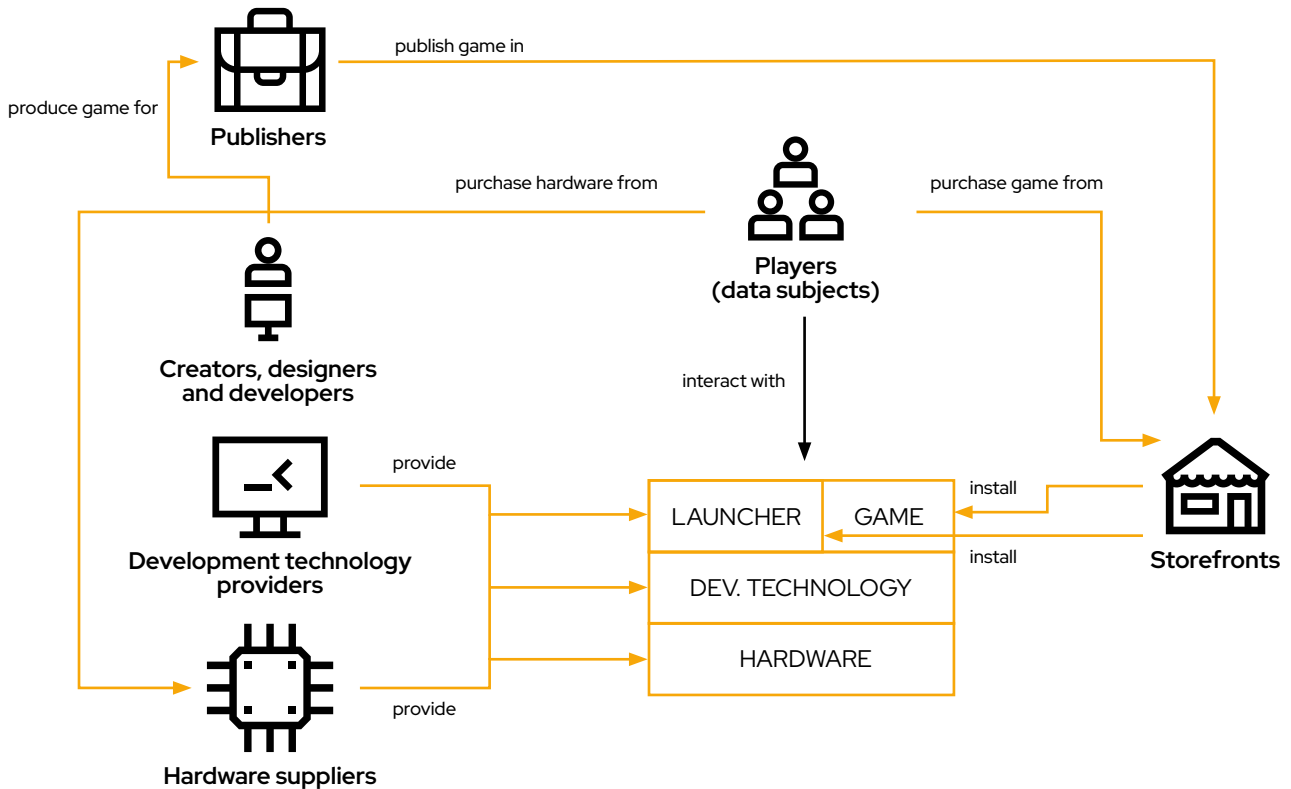 publish game in
produce game for
Publishers
purchase hardware from
purchase game from
Players
(data subjects)
Creators, designers
and developers
interact with
provide
install
LAUNCHER
GAME
install
Development technology
providers
Storefronts
DEV. TECHNOLOGY
HARDWARE
provide
Hardware suppliers